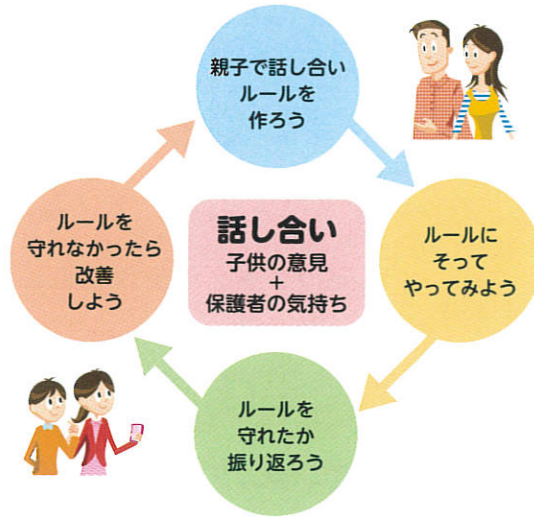 親子で話し合い
ルールを
作ろう
ルールに
そって
やってみよう
ルールを
守れたか
振り返ろう
ルールを
守れなかったら
改善
しよう
話し合い
子供の意見
+
保護者の気持ち